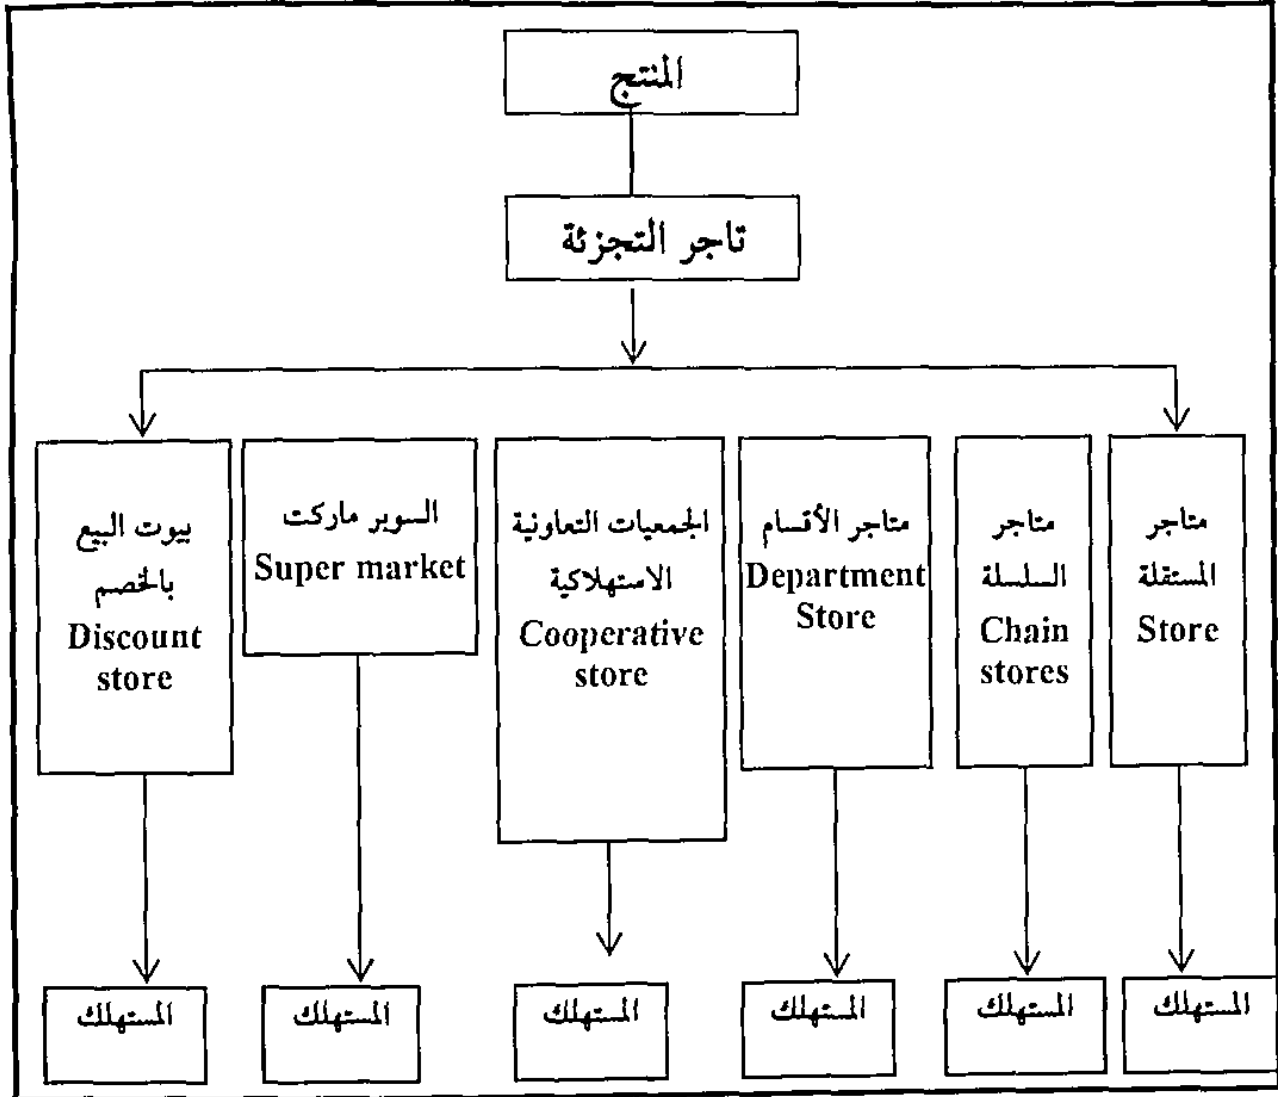 المنتج
تاجر التجزئة
متاجر
المستقلة
Store
متاجر
السلسلة
Chain
stores
متاجر الأقسام
Department
Store
الجمعيات التعاونية
الاستهلاكية
Cooperative
store
السوبر ماركت
Super market
بيوت البيع
بالخصم
Discount
store
المستهلك
المستهلك
المستهلك
المستهلك
المستهلك
المستهلك